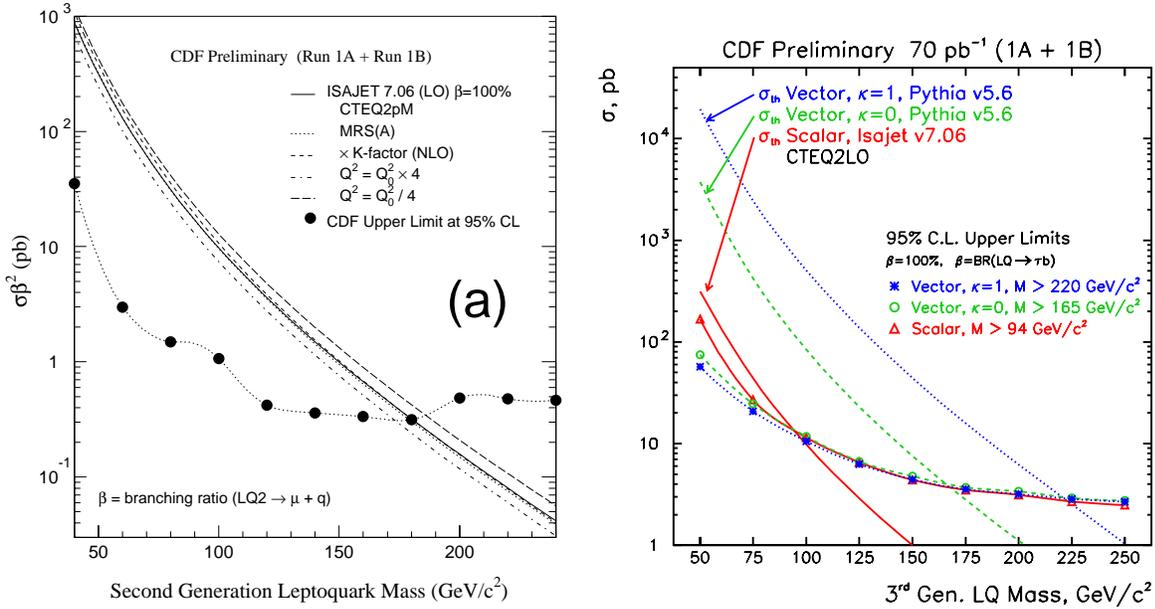 CDF Preliminary (Run 1A + Run 1B)
ISAJET 7.06 (LO) β=100%
CTEQ2pM
MRS(A)
× K-factor (NLO)
Q² = Q₀² × 4
Q² = Q₀² / 4
CDF Upper Limit at 95% CL
(a)
β = branching ratio (LQ2 → μ + q)
σβ² (pb)
10³
10²
10
1
10⁻¹
50 100 150 200
Second Generation Leptoquark Mass (GeV/c²)
CDF Preliminary 70 pb⁻¹ (1A + 1B)
σ, pb
σth Vector, κ=1, Pythia v5.6
σth Vector, κ=0, Pythia v5.6
σth Scalar, Isajet v7.06
CTEQ2LO
95% C.L. Upper Limits
β=100%, β=BR(LQ→τb)
Vector, κ=1, M > 220 GeV/c²
Vector, κ=0, M > 165 GeV/c²
Scalar, M > 94 GeV/c²
10⁴
10³
10²
10
1
50 75 100 125 150 175 200 225 250
3ʳᵈ Gen. LQ Mass, GeV/c²